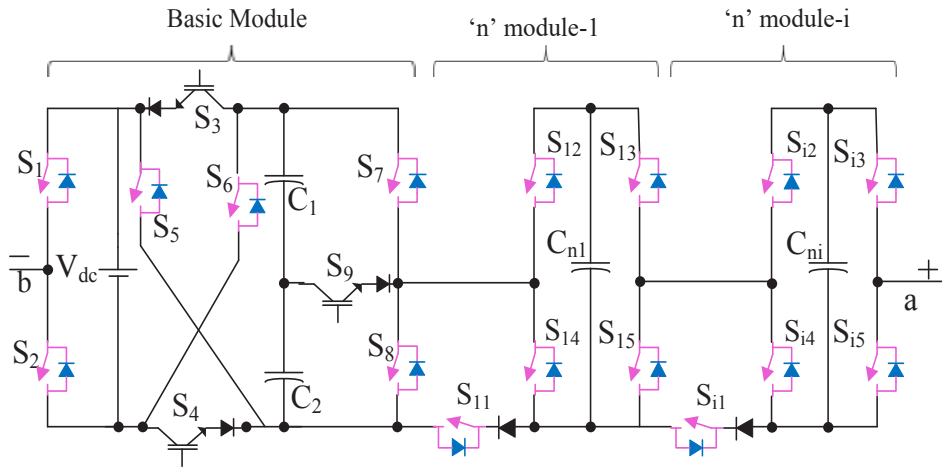 Basic Module
‘n’ module-1
‘n’ module-i
S3
S1
S5
S6
C1
S7
S12
S13
Si2
Si3
b
Vdc
S9
Cn1
Cni
a
S2
S4
C2
S8
S14
S15
S11
Si4
Si5
Si1
− +